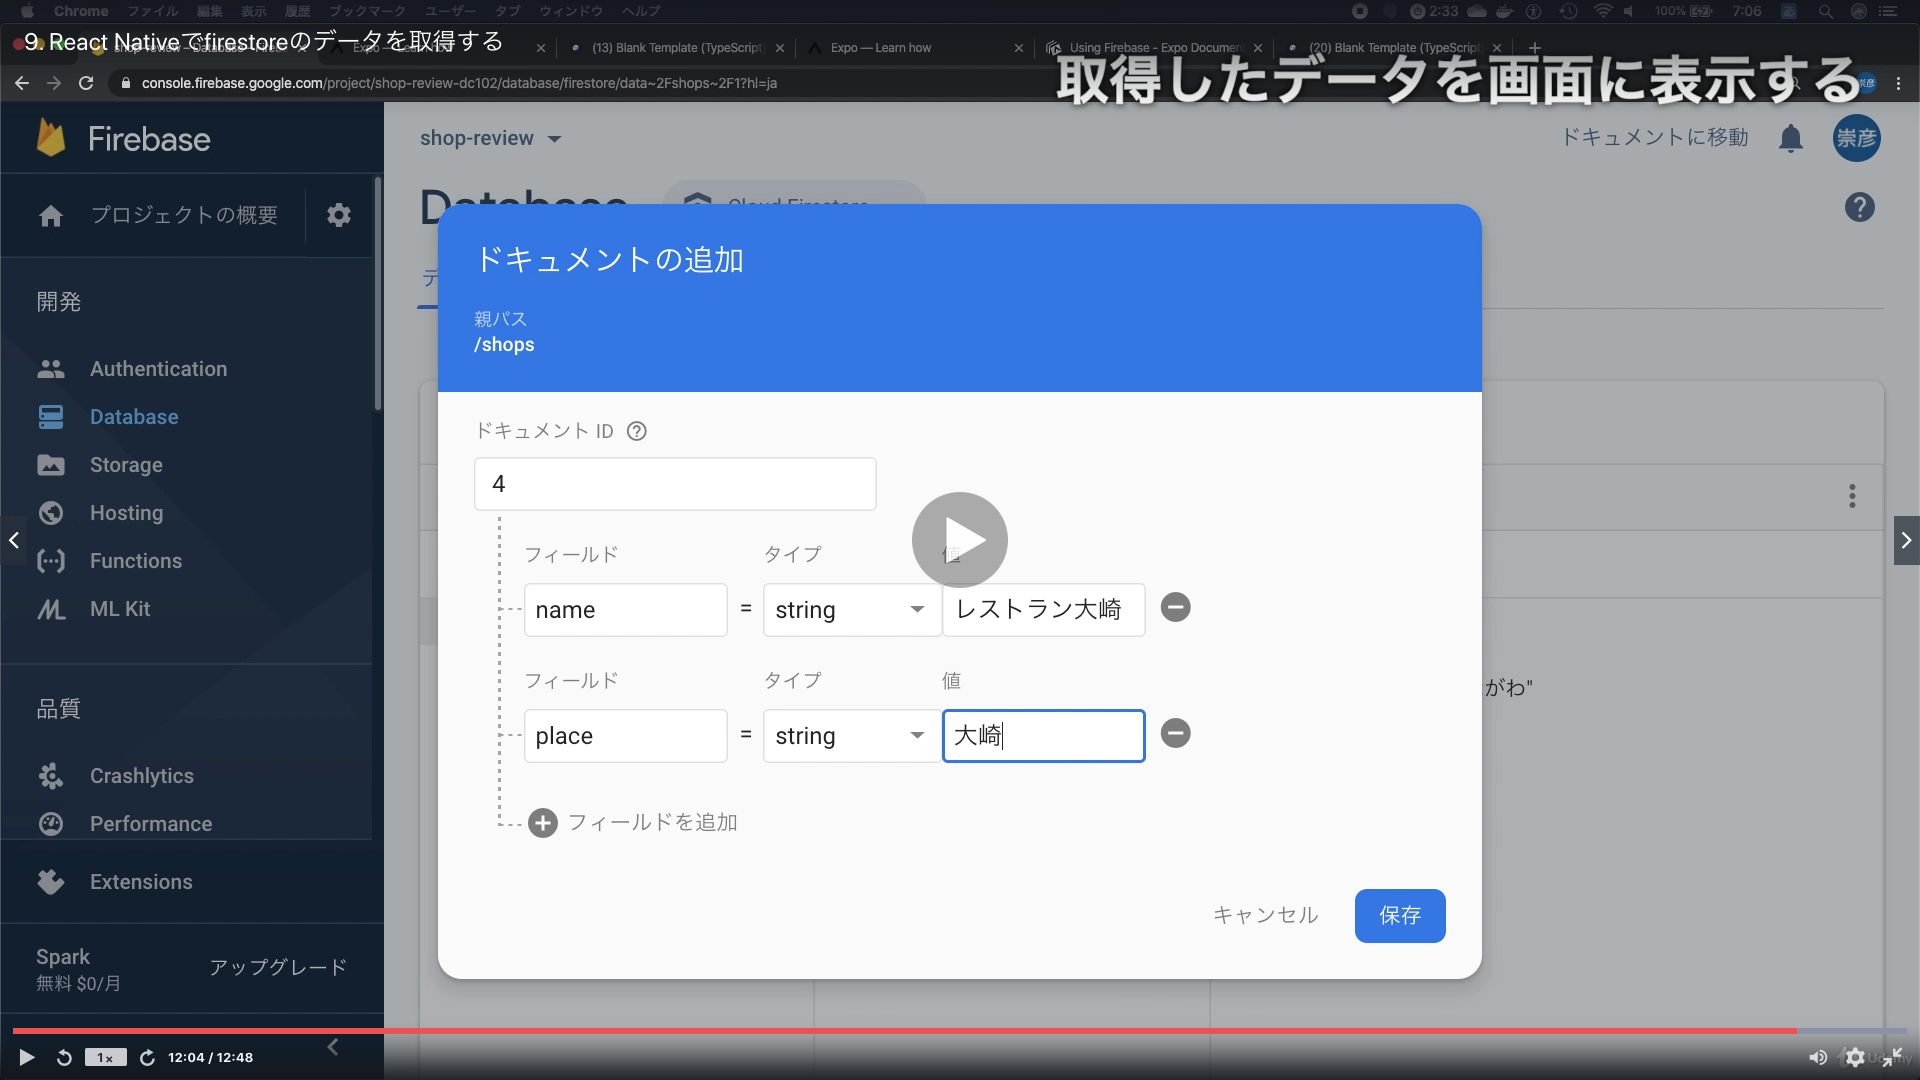 Chrome ファイル 編集 表示 履歴 ブックマーク ユーザー タブ ウィンドウ ヘルプ
2:33 100% 7:06 あ
9. React Nativeでfirestoreのデータを取得する
(13) Blank Template (TypeScript
Expo — Learn how
Using Firebase - Expo Documen
(20) Blank Template (TypeScript
取得したデータを画面に表示する
console.firebase.google.com/project/shop-review-dc102/database/firestore/data~2Fshops~2F1?hl=ja
Firebase
shop-review
ドキュメントに移動
崇彦
プロジェクトの概要
Database
Cloud Firestore
ドキュメントの追加
親パス
/shops
開発
Authentication
Database
Storage
Hosting
Functions
ML Kit
品質
Crashlytics
Performance
Extensions
Spark
無料 $0/月
アップグレード
ドキュメント ID
4
フィールド タイプ 値
name = string レストラン大崎
フィールド タイプ 値
place = string 大崎
フィールドを追加
がわ"
キャンセル
保存
1x
12:04 / 12:48
Udemy